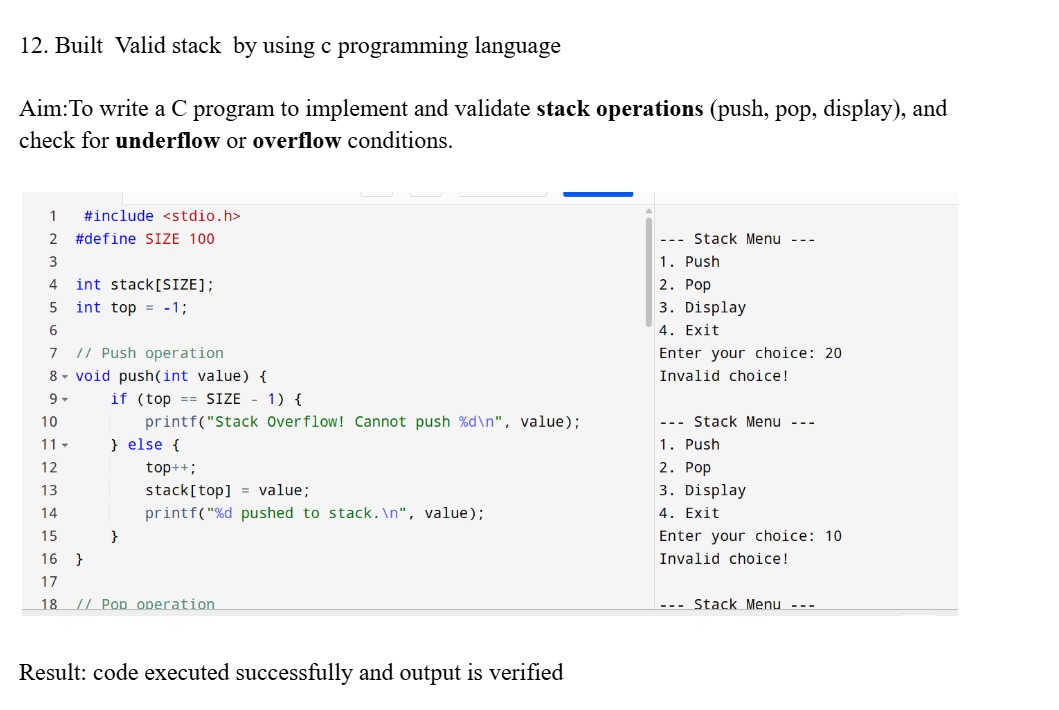 12. Built  Valid stack  by using c programming language
Aim:To write a C program to implement and validate stack operations (push, pop, display), and
check for underflow or overflow conditions.
1 #include <stdio.h>
2 #define SIZE 100
3
4 int stack[SIZE];
5 int top = -1;
6
7 // Push operation
8 void push(int value) {
9     if (top == SIZE - 1) {
10         printf("Stack Overflow! Cannot push %d\n", value);
11     } else {
12         top++;
13         stack[top] = value;
14         printf("%d pushed to stack.\n", value);
15     }
16 }
17
18 // Pop operation
--- Stack Menu ---
1. Push
2. Pop
3. Display
4. Exit
Enter your choice: 20
Invalid choice!
--- Stack Menu ---
1. Push
2. Pop
3. Display
4. Exit
Enter your choice: 10
Invalid choice!
--- Stack Menu ---
Result: code executed successfully and output is verified